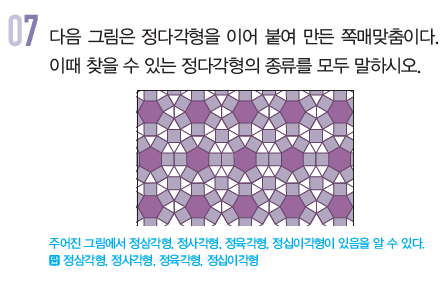 07
다음 그림은 정다각형을 이어 붙여 만든 쪽매맞춤이다.
이때 찾을 수 있는 정다각형의 종류를 모두 말하시오.
주어진 그림에서 정삼각형, 정사각형, 정육각형, 정십이각형이 있음을 알 수 있다.
답 정삼각형, 정사각형, 정육각형, 정십이각형